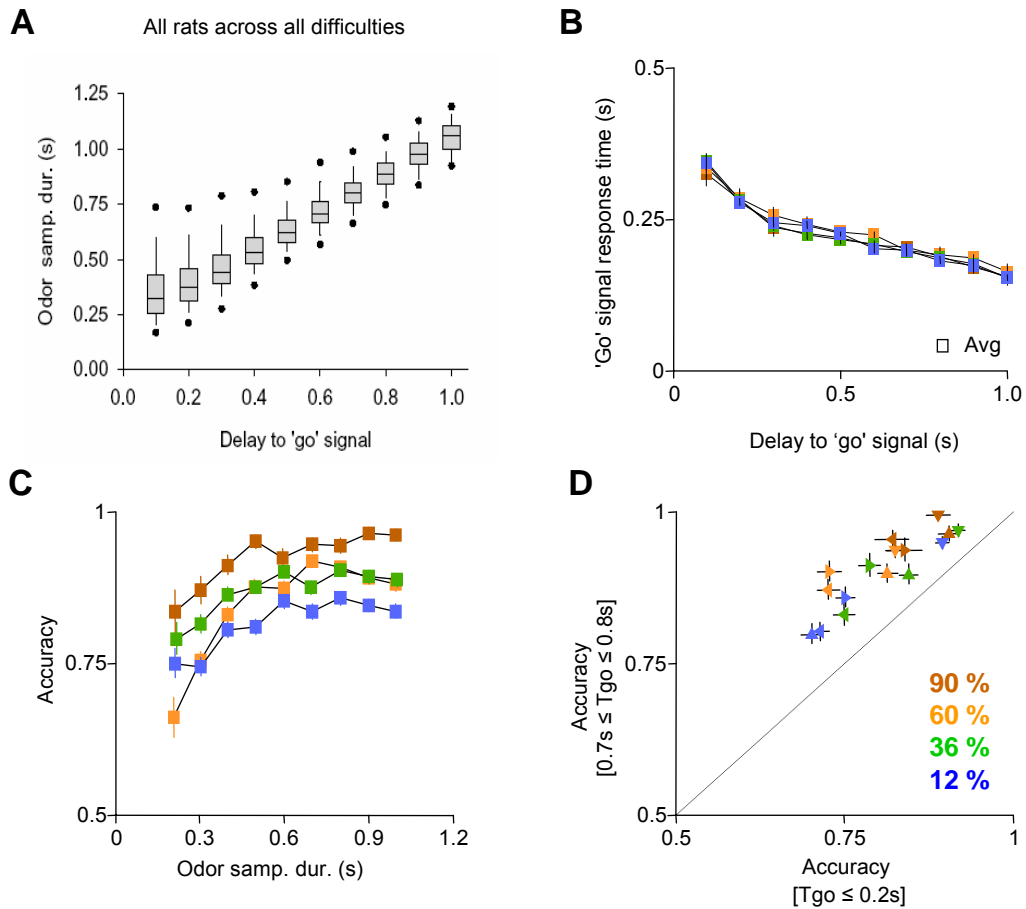 A
All rats across all difficulties
Odor samp. dur. (s)
1.25
1.00
0.75
0.50
0.25
0.00
0.0 0.2 0.4 0.6 0.8 1.0
Delay to 'go' signal
B
'Go' signal response time (s)
0.5
0.25
0
Avg
0 0.5 1.0
Delay to ‘go' signal (s)
C
Accuracy
1
0.75
0.5
0 0.3 0.6 0.9 1.2
Odor samp. dur. (s)
D
Accuracy
[0.7s ≤ Tgo ≤ 0.8s]
1
0.75
0.5
90 %
60 %
36 %
12 %
0.5 0.75 1
Accuracy
[Tgo ≤ 0.2s]